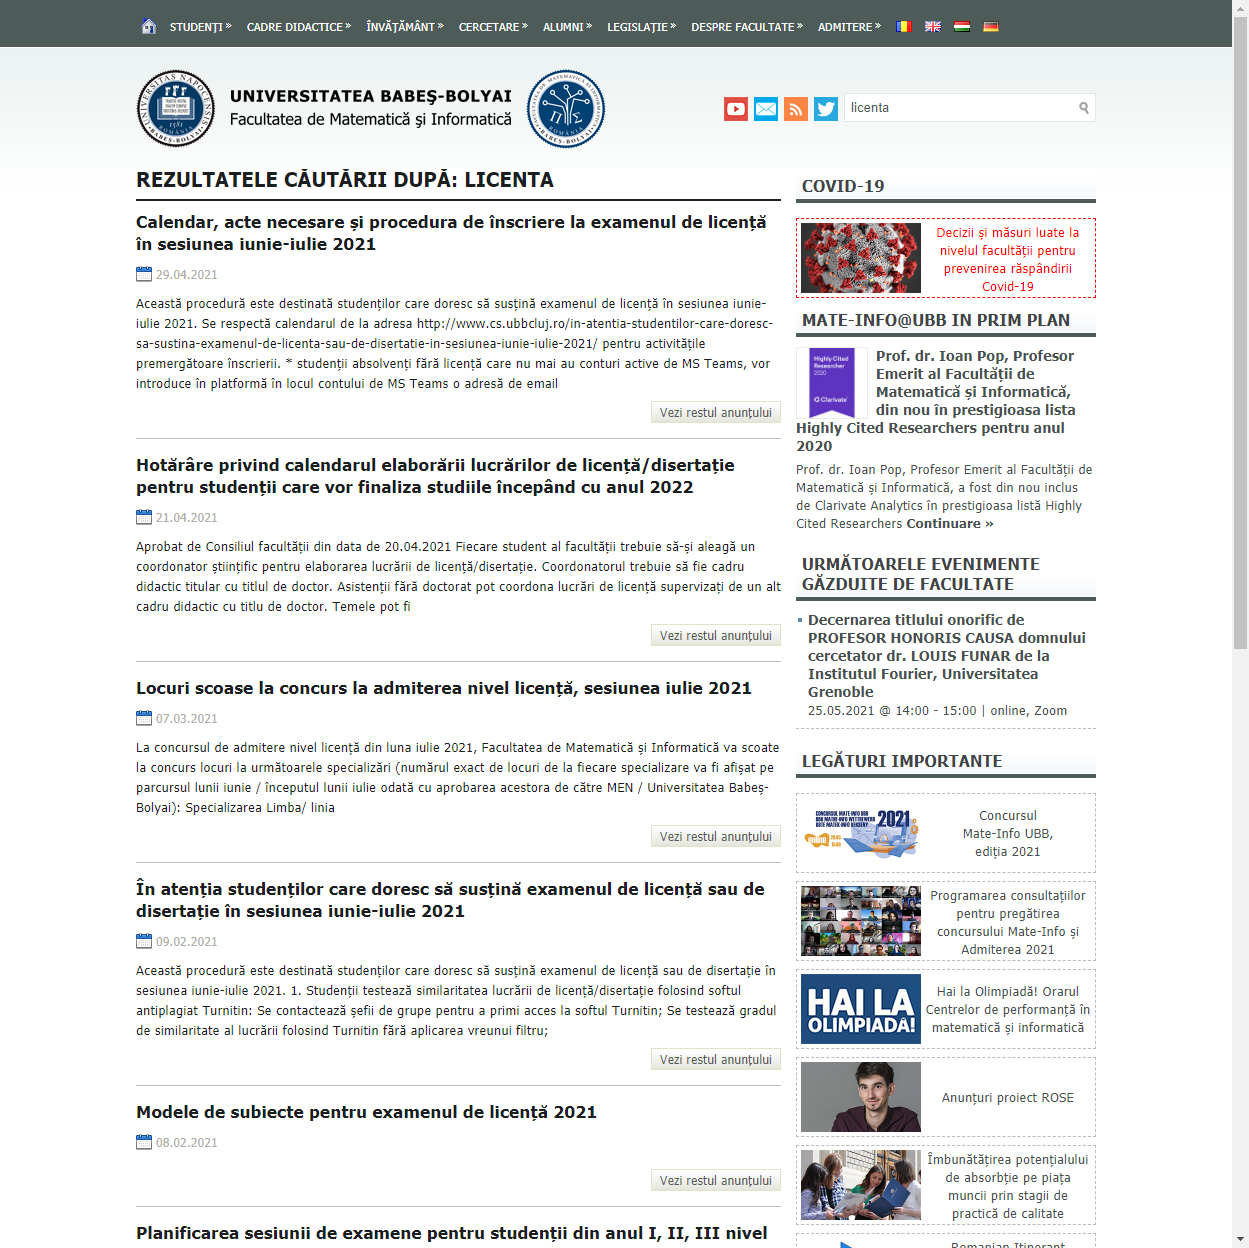 STUDENȚI » CADRE DIDACTICE » ÎNVĂȚĂMÂNT » CERCETARE » ALUMNI » LEGISLAȚIE » DESPRE FACULTATE » ADMITERE »
UNIVERSITATEA BABEŞ-BOLYAI
Facultatea de Matematică şi Informatică
licenta
REZULTATELE CĂUTĂRII DUPĂ: LICENTA
Calendar, acte necesare și procedura de înscriere la examenul de licență
în sesiunea iunie-iulie 2021
29.04.2021
Această procedură este destinată studenților care doresc să susțină examenul de licență în sesiunea iunie-
iulie 2021. Se respectă calendarul de la adresa http://www.cs.ubbcluj.ro/in-atentia-studentilor-care-doresc-
sa-sustina-examenul-de-licenta-sau-de-disertatie-in-sesiunea-iunie-iulie-2021/ pentru activitățile
premergătoare înscrierii. * studenții absolvenți fără licență care nu mai au conturi active de MS Teams, vor
introduce în platformă în locul contului de MS Teams o adresă de email
Vezi restul anunțului
Hotărâre privind calendarul elaborării lucrărilor de licență/disertație
pentru studenții care vor finaliza studiile începând cu anul 2022
21.04.2021
Aprobat de Consiliul facultății din data de 20.04.2021 Fiecare student al facultății trebuie să-și aleagă un
coordonator științific pentru elaborarea lucrării de licență/disertație. Coordonatorul trebuie să fie cadru
didactic titular cu titlul de doctor. Asistenții fără doctorat pot coordona lucrări de licență supervizați de un alt
cadru didactic cu titlu de doctor. Temele pot fi
Vezi restul anunțului
Locuri scoase la concurs la admiterea nivel licență, sesiunea iulie 2021
07.03.2021
La concursul de admitere nivel licență din luna iulie 2021, Facultatea de Matematică și Informatică va scoate
la concurs locuri la următoarele specializări (numărul exact de locuri de la fiecare specializare va fi afișat pe
parcursul lunii iunie / începutul lunii iulie odată cu aprobarea acestora de către MEN / Universitatea Babeș-
Bolyai): Specializarea Limba/ linia
Vezi restul anunțului
În atenția studenților care doresc să susțină examenul de licență sau de
disertație în sesiunea iunie-iulie 2021
09.02.2021
Această procedură este destinată studenților care doresc să susțină examenul de licență sau de disertație în
sesiunea iunie-iulie 2021. 1. Studenții testează similaritatea lucrării de licență/disertație folosind softul
antiplagiat Turnitin: Se contactează șefii de grupe pentru a primi acces la softul Turnitin; Se testează gradul
de similaritate al lucrării folosind Turnitin fără aplicarea vreunui filtru;
Vezi restul anunțului
Modele de subiecte pentru examenul de licență 2021
08.02.2021
Vezi restul anunțului
Planificarea sesiunii de examene pentru studenții din anul I, II, III nivel
COVID-19
Decizii și măsuri luate la
nivelul facultății pentru
prevenirea răspândirii
Covid-19
MATE-INFO@UBB IN PRIM PLAN
Highly Cited
Researcher
2020
Clarivate
Prof. dr. Ioan Pop, Profesor
Emerit al Facultății de
Matematică și Informatică,
din nou în prestigioasa lista
Highly Cited Researchers pentru anul
2020
Prof. dr. Ioan Pop, Profesor Emerit al Facultății de
Matematică și Informatică, a fost din nou inclus
de Clarivate Analytics în prestigioasa listă Highly
Cited Researchers Continuare »
URMĂTOARELE EVENIMENTE
GĂZDUITE DE FACULTATE
Decernarea titlului onorific de
PROFESOR HONORIS CAUSA domnului
cercetator dr. LOUIS FUNAR de la
Institutul Fourier, Universitatea
Grenoble
25.05.2021 @ 14:00 - 15:00 | online, Zoom
LEGĂTURI IMPORTANTE
2021
Concursul
Mate-Info UBB,
ediția 2021
Programarea consultațiilor
pentru pregătirea
concursului Mate-Info și
Admiterea 2021
HAI LA
OLIMPIADĂ!
Hai la Olimpiadă! Orarul
Centrelor de performanță în
matematică și informatică
Anunțuri proiect ROSE
Îmbunătățirea potențialului
de absorbție pe piața
muncii prin stagii de
practică de calitate
Romanian Itinerant